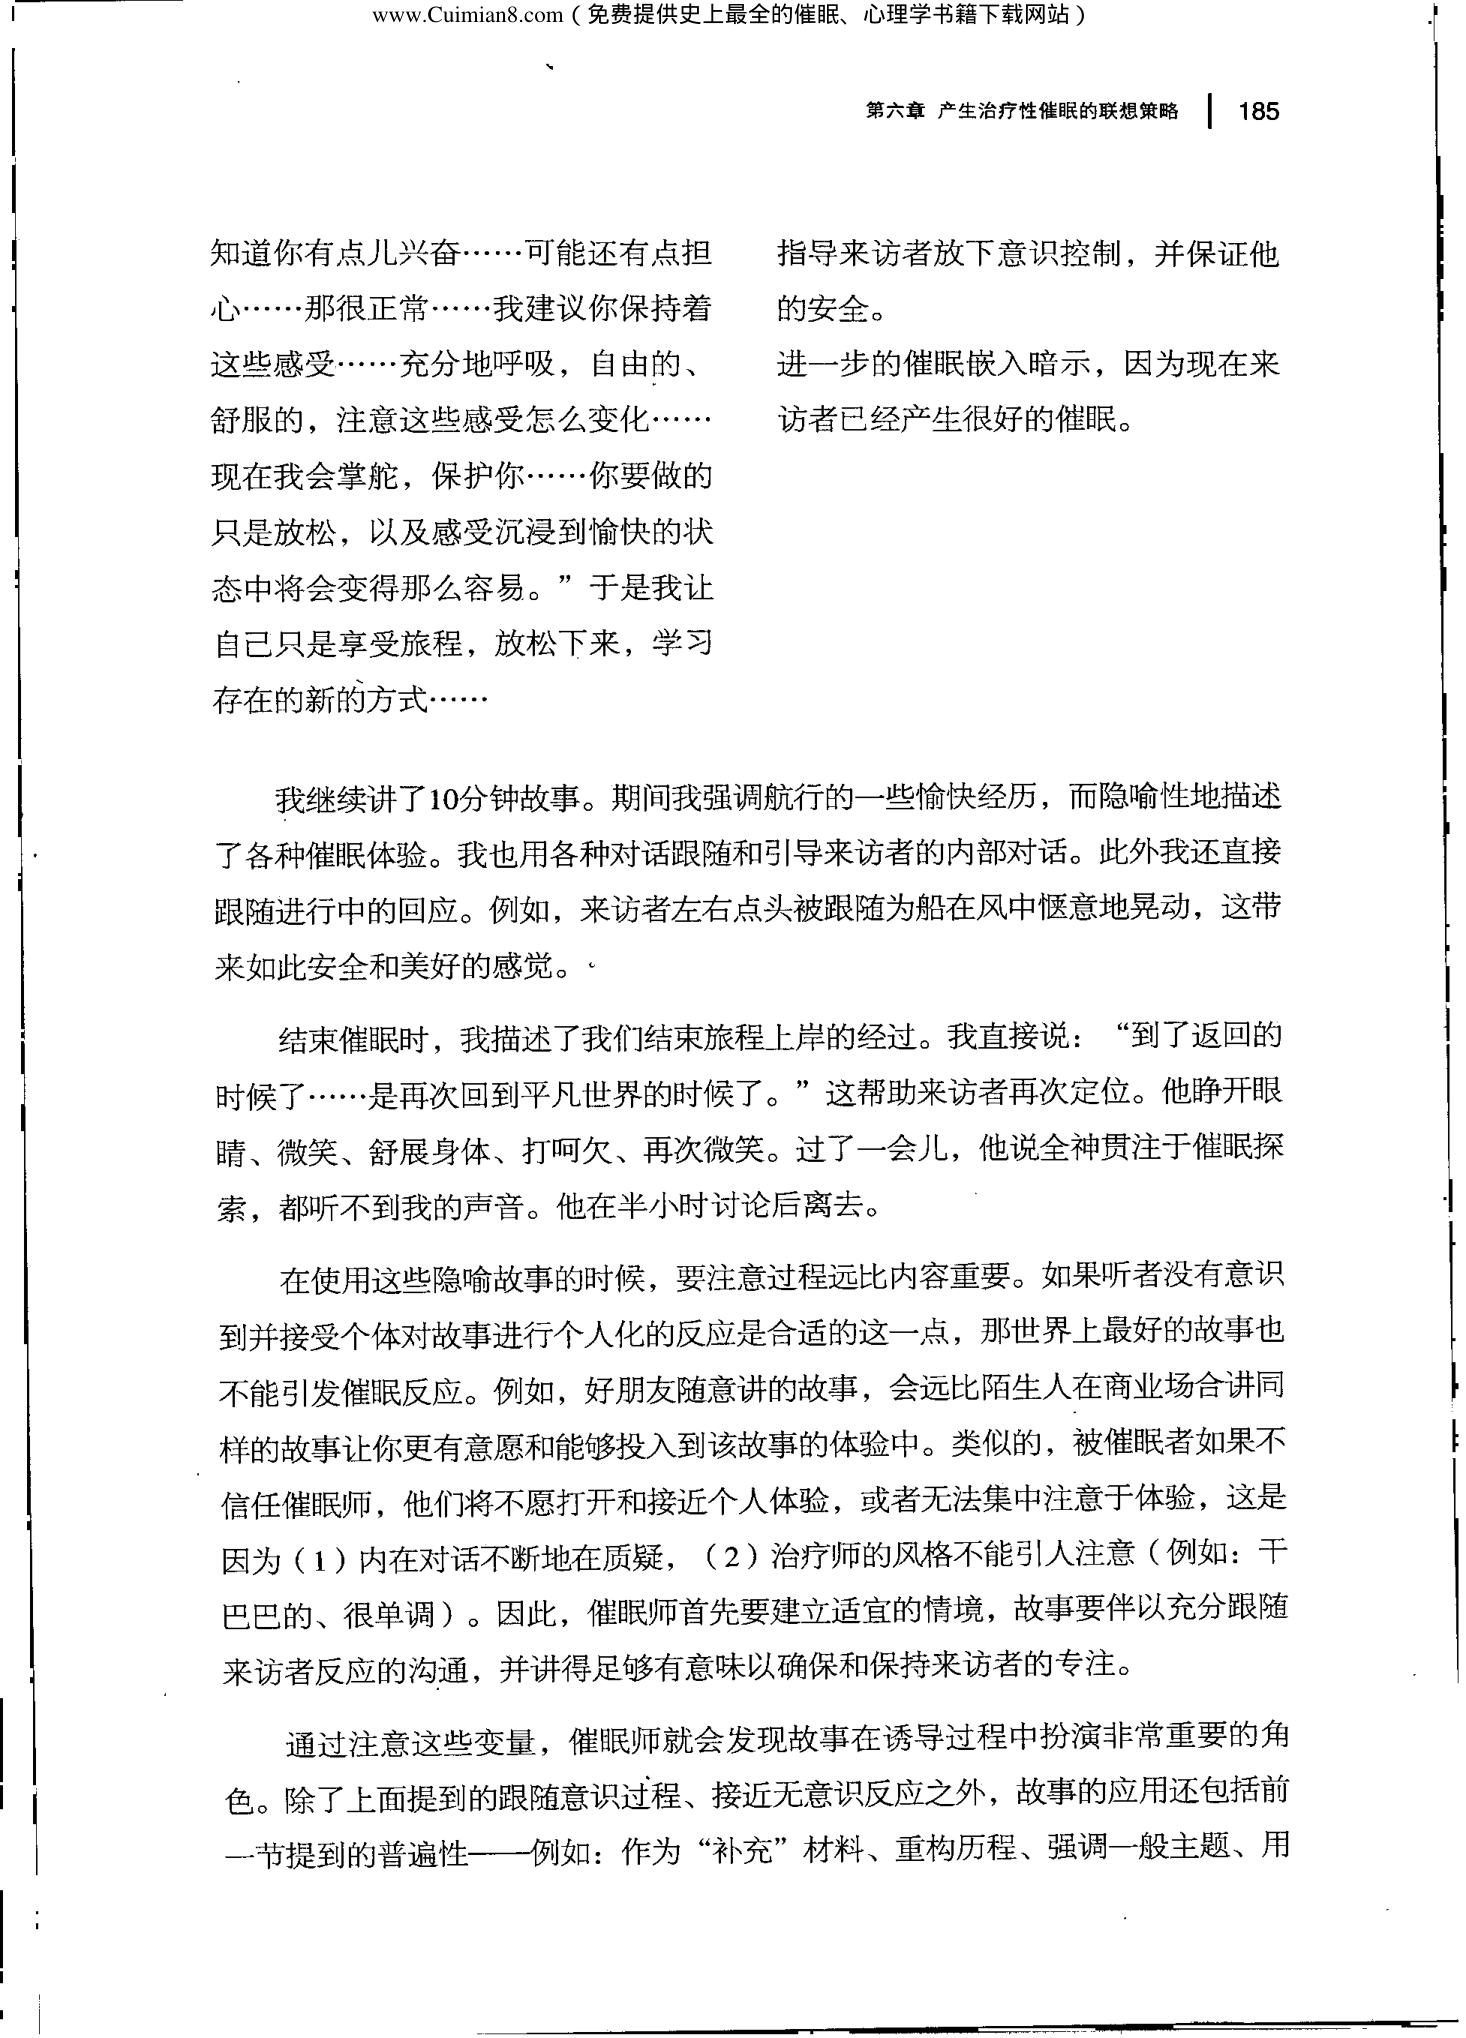 www.Cuimian8.com（免费提供史上最全的催眠、心理学书籍下载网站）
第六章 产生治疗性催眠的联想策略 | 185
知道你有点儿兴奋……可能还有点担
心……那很正常……我建议你保持着
这些感受……充分地呼吸，自由的、
舒服的，注意这些感受怎么变化……
现在我会掌舵，保护你……你要做的
只是放松，以及感受沉浸到愉快的状
态中将会变得那么容易。”于是我让
自己只是享受旅程，放松下来，学习
存在的新的方式……
指导来访者放下意识控制，并保证他
的安全。
进一步的催眠嵌入暗示，因为现在来
访者已经产生很好的催眠。
我继续讲了10分钟故事。期间我强调航行的一些愉快经历，而隐喻性地描述
了各种催眠体验。我也用各种对话跟随和引导来访者的内部对话。此外我还直接
跟随进行中的回应。例如，来访者左右点头被跟随为船在风中惬意地晃动，这带
来如此安全和美好的感觉。
结束催眠时，我描述了我们结束旅程上岸的经过。我直接说：“到了返回的
时候了……是再次回到平凡世界的时候了。”这帮助来访者再次定位。他睁开眼
睛、微笑、舒展身体、打呵欠、再次微笑。过了一会儿，他说全神贯注于催眠探
索，都听不到我的声音。他在半小时讨论后离去。
在使用这些隐喻故事的时候，要注意过程远比内容重要。如果听者没有意识
到并接受个体对故事进行个人化的反应是合适的这一点，那世界上最好的故事也
不能引发催眠反应。例如，好朋友随意讲的故事，会远比陌生人在商业场合讲同
样的故事让你更有意愿和能够投入到该故事的体验中。类似的，被催眠者如果不
信任催眠师，他们将不愿打开和接近个人体验，或者无法集中注意于体验，这是
因为（1）内在对话不断地在质疑，（2）治疗师的风格不能引人注意（例如：干
巴巴的、很单调）。因此，催眠师首先要建立适宜的情境，故事要伴以充分跟随
来访者反应的沟通，并讲得足够有意味以确保和保持来访者的专注。
通过注意这些变量，催眠师就会发现故事在诱导过程中扮演非常重要的角
色。除了上面提到的跟随意识过程、接近无意识反应之外，故事的应用还包括前
一节提到的普遍性——例如：作为“补充”材料、重构历程、强调一般主题、用